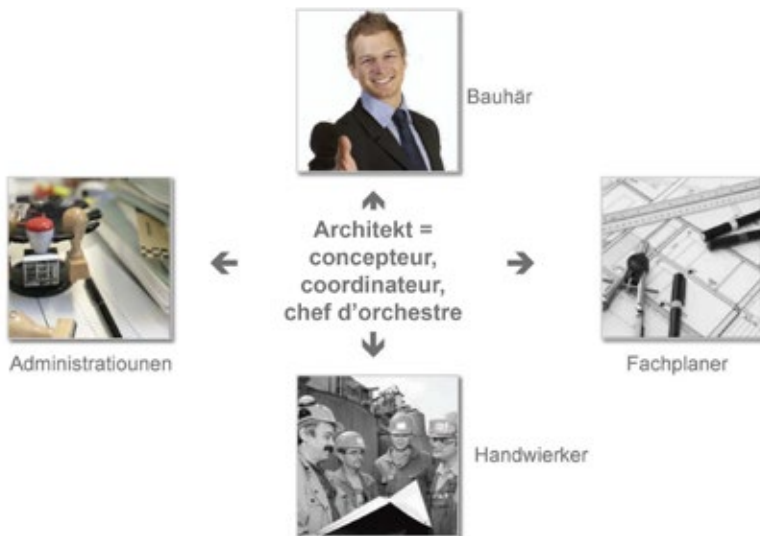 Bauhär
Architekt =
concepteur,
coordinateur,
chef d'orchestre
Administratiounen
Fachplaner
Handwierker